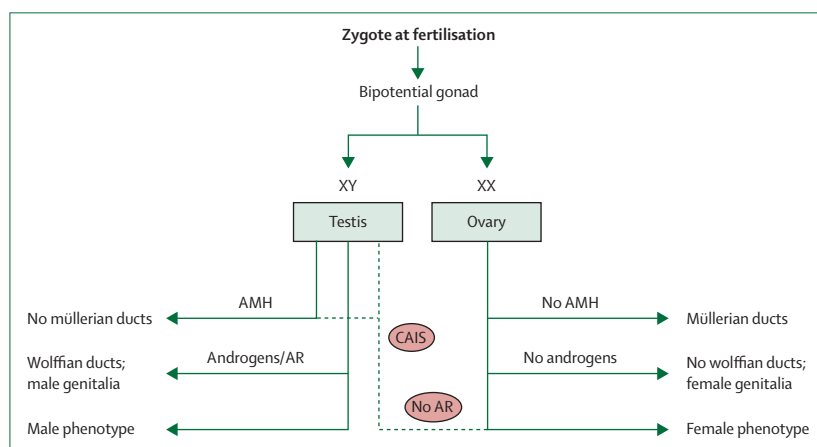 Zygote at fertilisation
Bipotential gonad
XY
XX
Testis
Ovary
AMH
No AMH
No müllerian ducts
Müllerian ducts
CAIS
Wolffian ducts;
male genitalia
Androgens/AR
No androgens
No wolffian ducts;
female genitalia
No AR
Male phenotype
Female phenotype